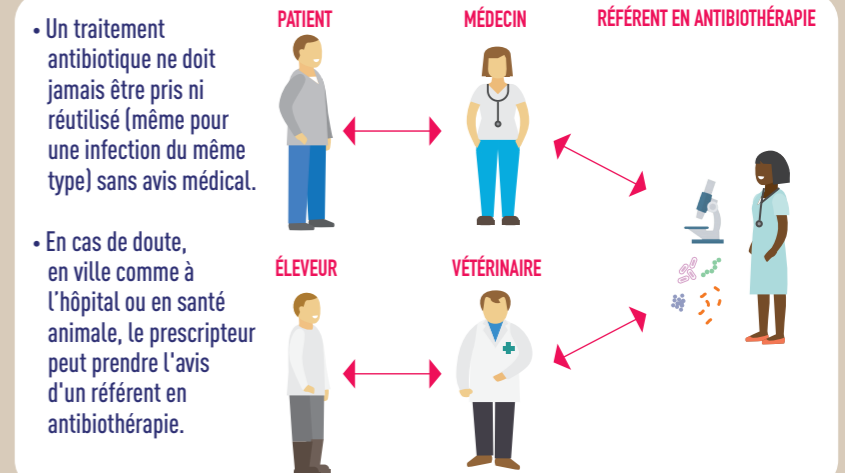 • Un traitement
antibiotique ne doit
jamais être pris ni
réutilisé (même pour
une infection du même
type) sans avis médical.
• En cas de doute,
en ville comme à
l'hôpital ou en santé
animale, le prescripteur
peut prendre l'avis
d'un référent en
antibiothérapie.
PATIENT
MÉDECIN
RÉFÉRENT EN ANTIBIOTHÉRAPIE
ÉLEVEUR
VÉTÉRINAIRE